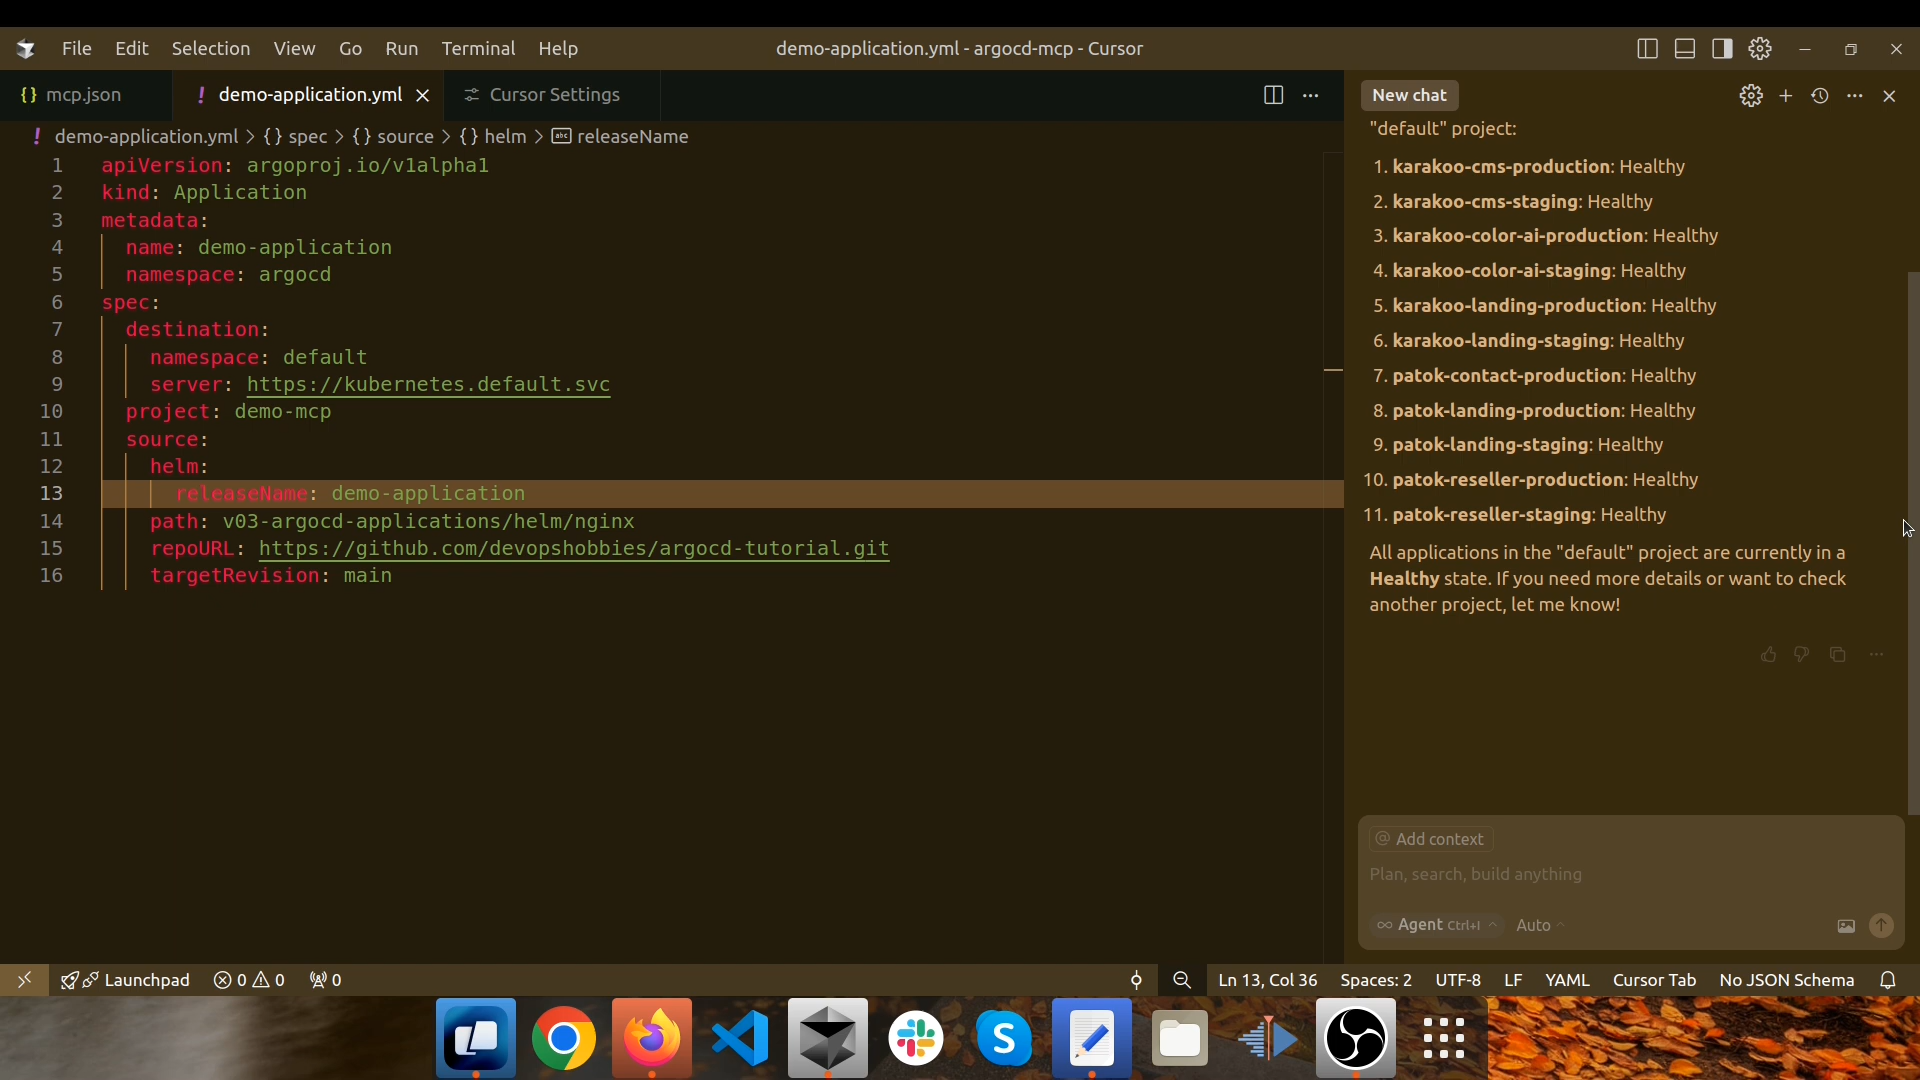 File Edit Selection View Go Run Terminal Help
demo-application.yml - argocd-mcp - Cursor
{} mcp.json
! demo-application.yml
Cursor Settings
! demo-application.yml > {} spec > {} source > {} helm > abc releaseName
1 apiVersion: argoproj.io/v1alpha1
2 kind: Application
3 metadata:
4 name: demo-application
5 namespace: argocd
6 spec:
7 destination:
8 namespace: default
9 server: https://kubernetes.default.svc
10 project: demo-mcp
11 source:
12 helm:
13 releaseName: demo-application
14 path: v03-argocd-applications/helm/nginx
15 repoURL: https://github.com/devopshobbies/argocd-tutorial.git
16 targetRevision: main
New chat
"default" project:
1. karakoo-cms-production: Healthy
2. karakoo-cms-staging: Healthy
3. karakoo-color-ai-production: Healthy
4. karakoo-color-ai-staging: Healthy
5. karakoo-landing-production: Healthy
6. karakoo-landing-staging: Healthy
7. patok-contact-production: Healthy
8. patok-landing-production: Healthy
9. patok-landing-staging: Healthy
10. patok-reseller-production: Healthy
11. patok-reseller-staging: Healthy
All applications in the "default" project are currently in a
Healthy state. If you need more details or want to check
another project, let me know!
@ Add context
Plan, search, build anything
∞ Agent Ctrl+I Auto
Launchpad 0 0 0
Ln 13, Col 36 Spaces: 2 UTF-8 LF YAML Cursor Tab No JSON Schema
S